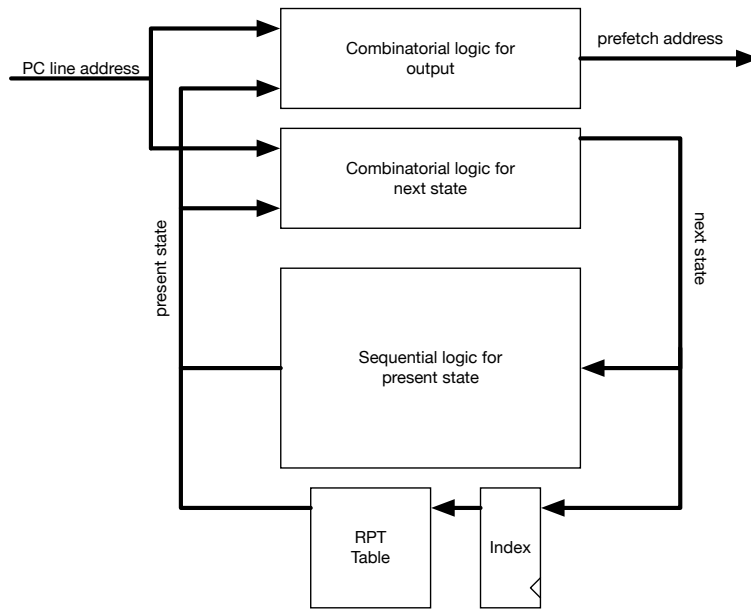 PC line address
Combinatorial logic for
output
prefetch address
Combinatorial logic for
next state
present state
next state
Sequential logic for
present state
RPT
Table
Index